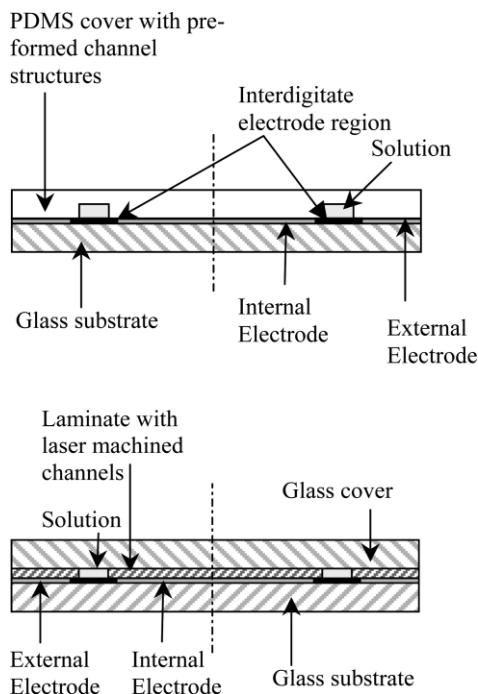 PDMS cover with pre-
formed channel
structures
Interdigitate
electrode region
Solution
Glass substrate
Internal
Electrode
External
Electrode
Laminate with
laser machined
channels
Glass cover
Solution
External
Electrode
Internal
Electrode
Glass substrate